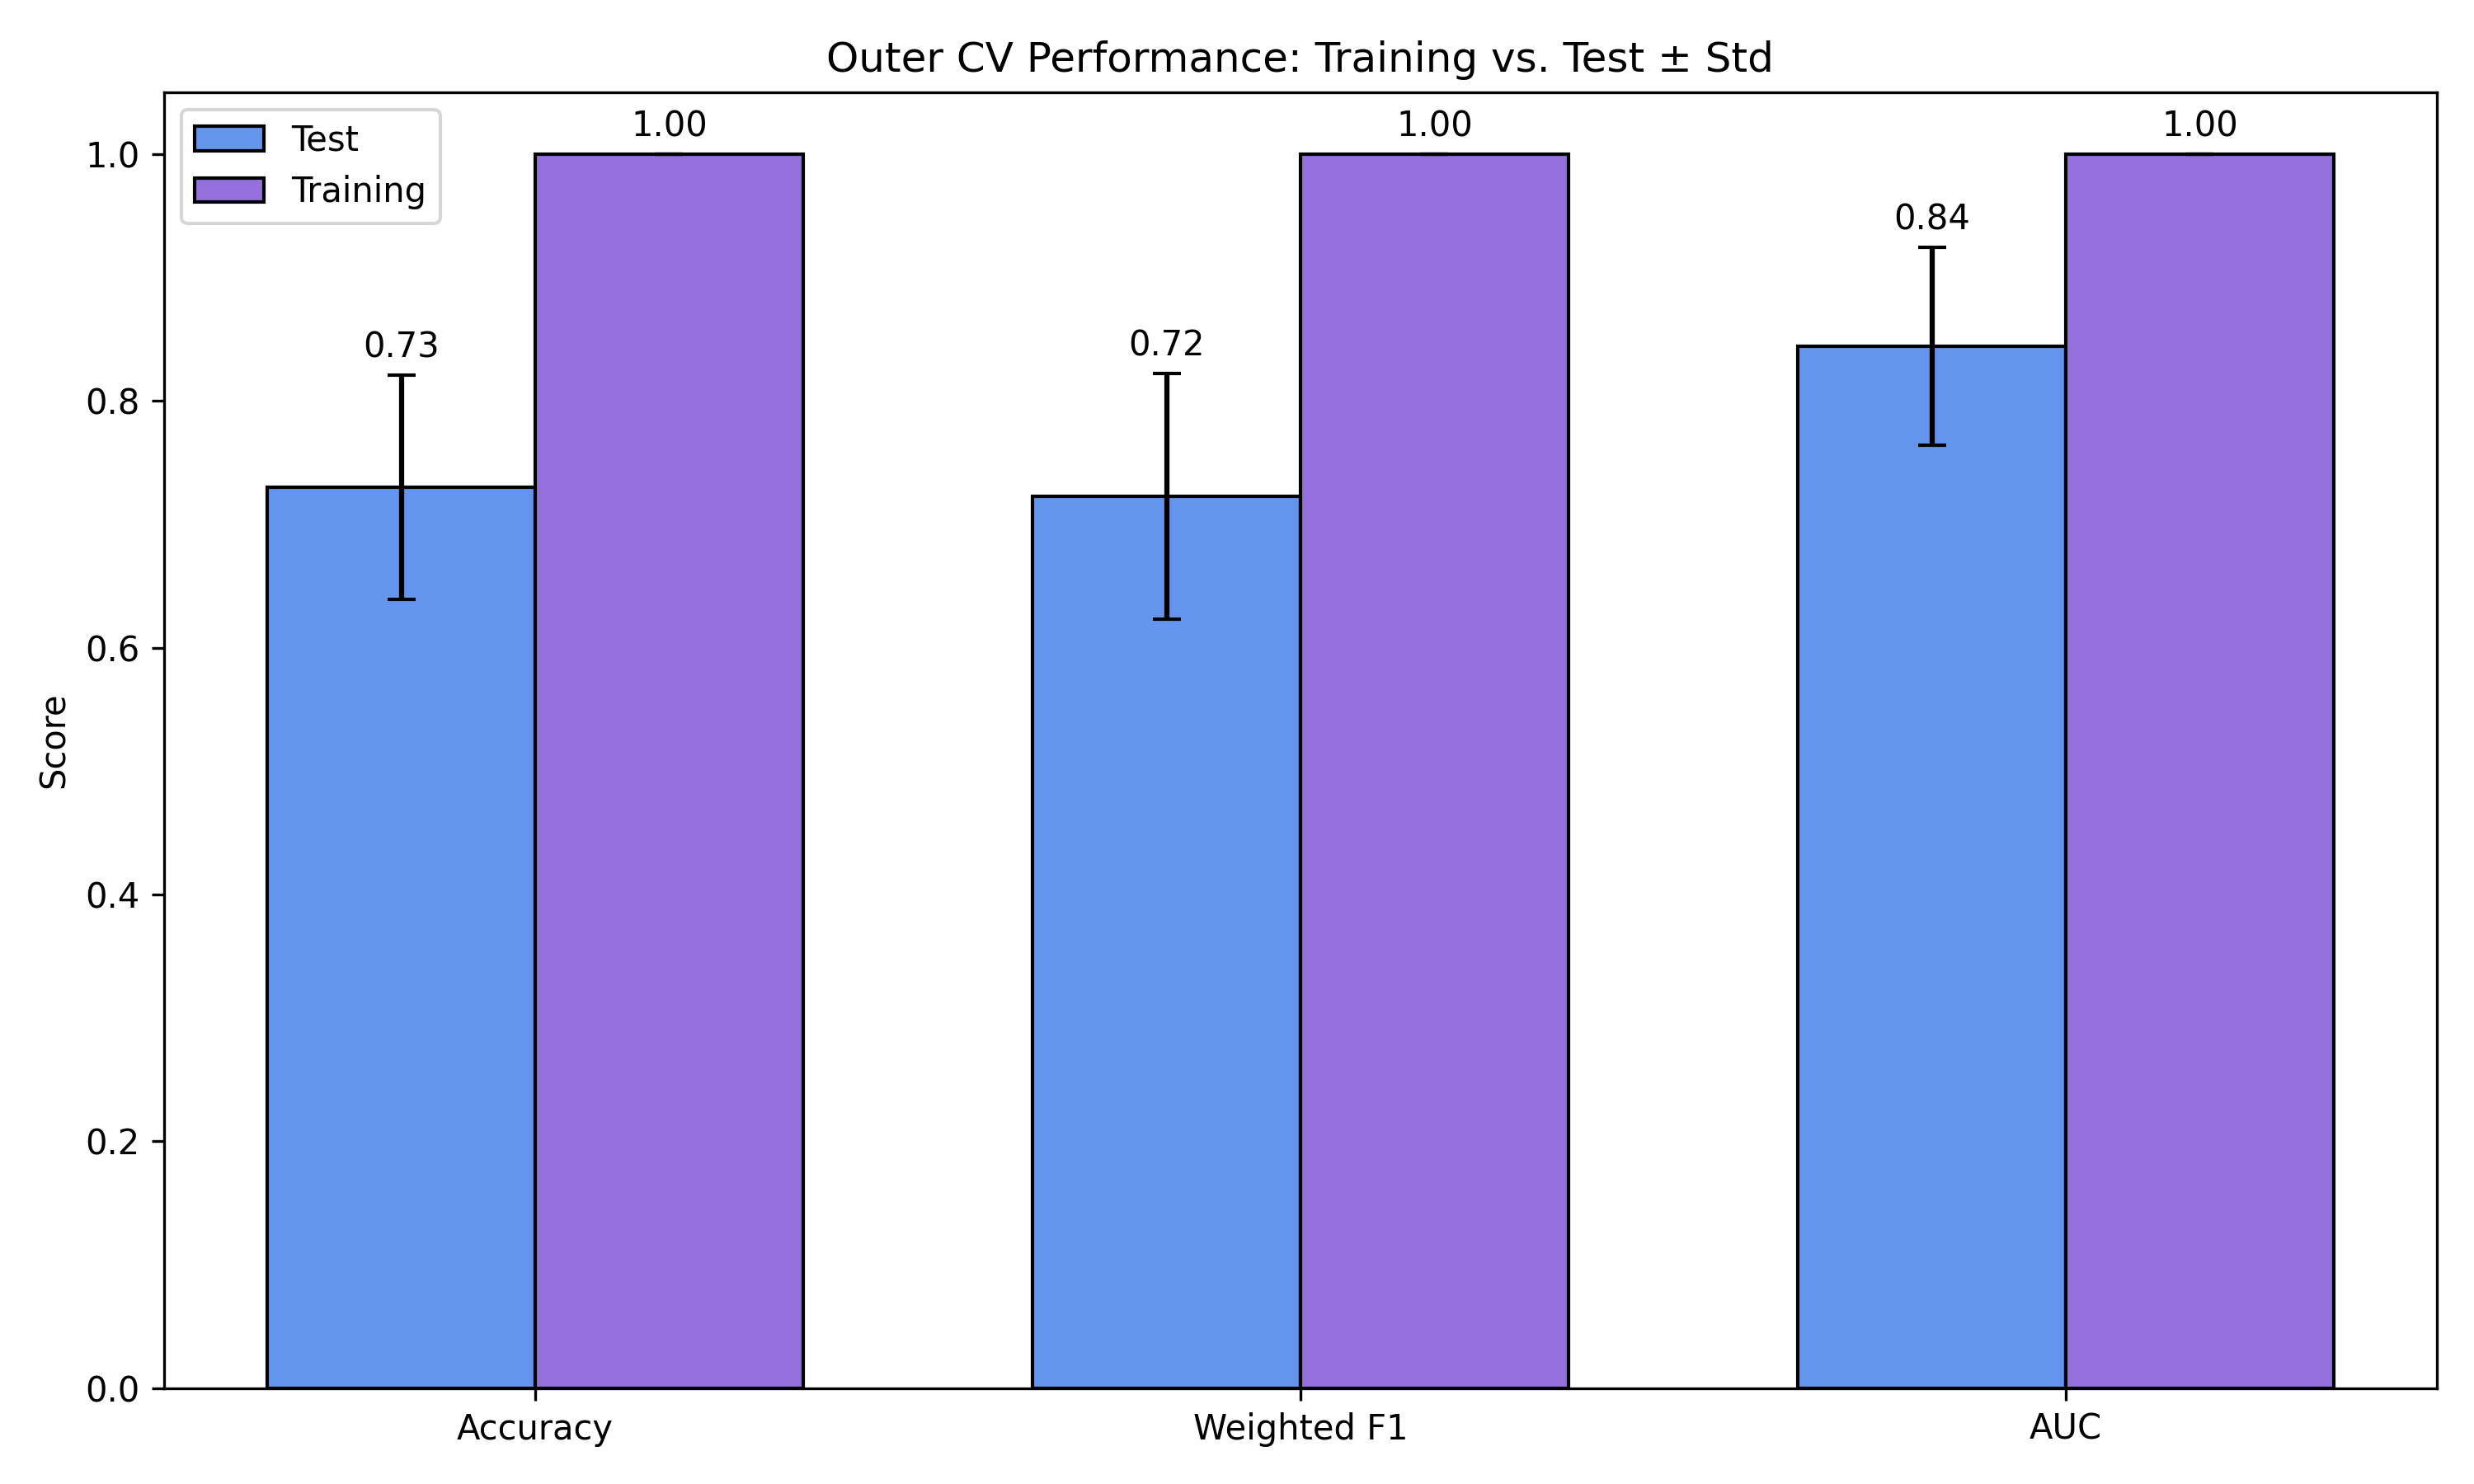 Outer CV Performance: Training vs. Test ± Std
Test
Training
1.00
1.00
1.00
0.84
0.73
0.72
1.0
0.8
0.6
0.4
0.2
0.0
Score
Accuracy
Weighted F1
AUC